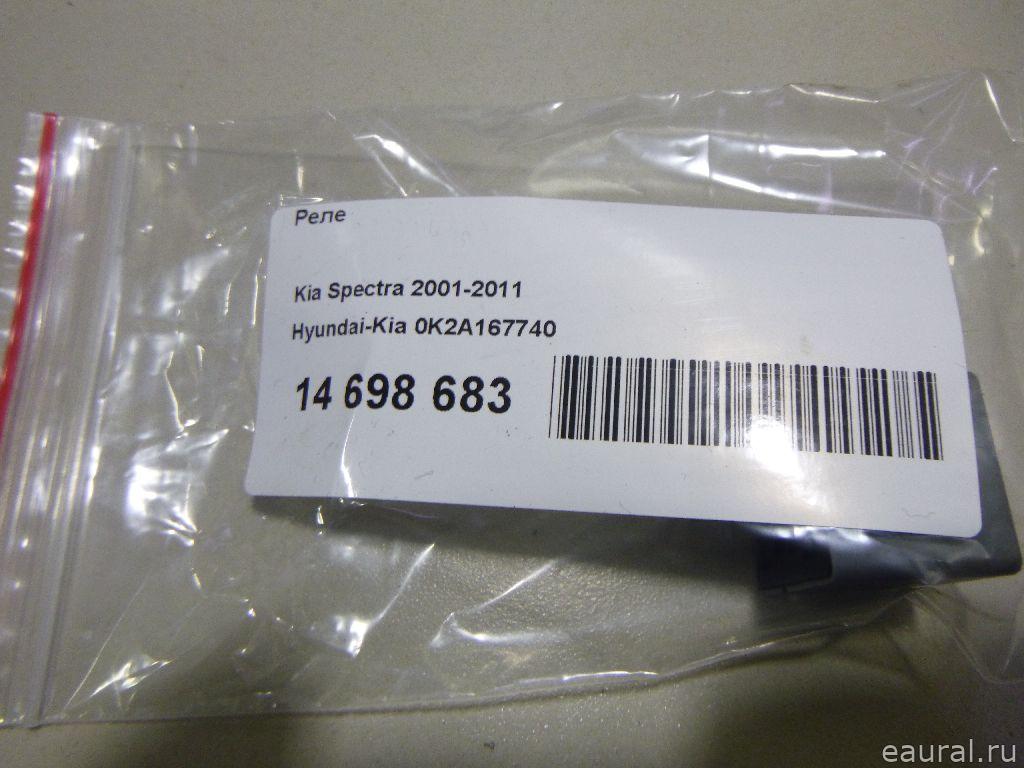 Реле
Kia Spectra 2001-2011
Hyundai-Kia 0K2A167740
14 698 683
eaural.ru